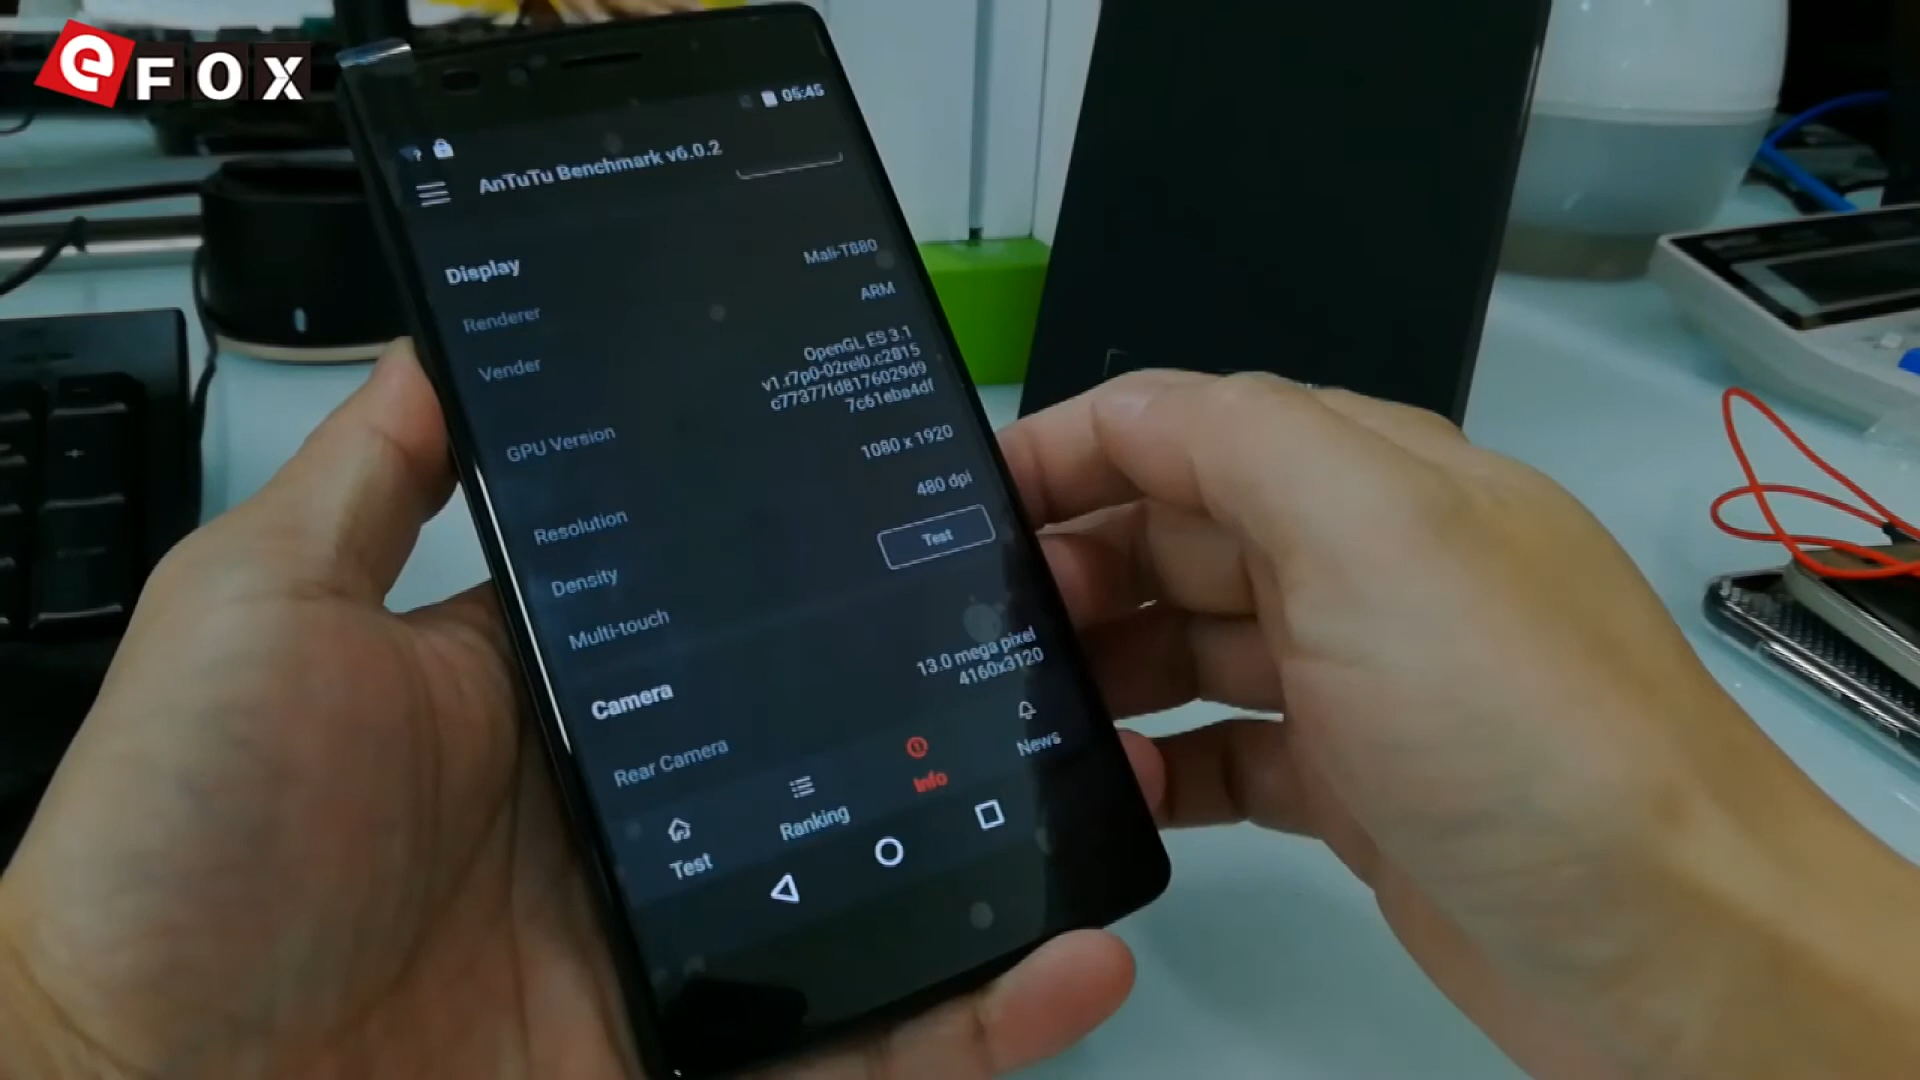 eFOX
05:45
AnTuTu Benchmark v6.0.2
Display
Renderer
Mali-T880
Vender
ARM
GPU Version
OpenGL ES 3.1
v1.r7p0-02rel0.c2815
c77377fd8176029d9
7c61eba4df
Resolution
1080 x 1920
Density
480 dpi
Multi-touch
Test
Camera
Rear Camera
13.0 mega pixel
4160x3120
Test
Ranking
Info
News